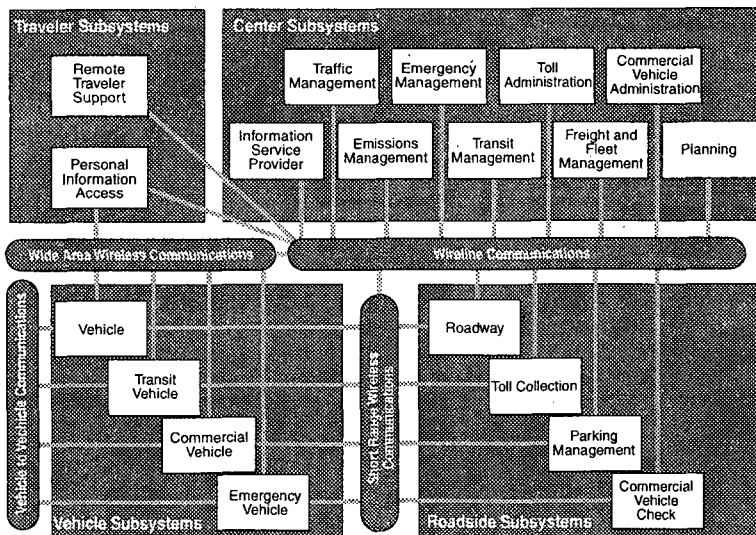 Traveler Subsystems
Remote
Traveler
Support
Personal
Information
Access
Center Subsystems
Traffic
Management
Emergency
Management
Toll
Administration
Commercial
Vehicle
Administration
Information
Service
Provider
Emissions
Management
Transit
Management
Freight and
Fleet
Management
Planning
Wide Area Wireless Communications
Wireline Communications
Vehicle to Vehicle Communications
Vehicle
Transit
Vehicle
Commercial
Vehicle
Emergency
Vehicle
Vehicle Subsystems
Short Range Wireless
Communications
Roadway
Toll Collection
Parking
Management
Commercial
Vehicle
Check
Roadside Subsystems